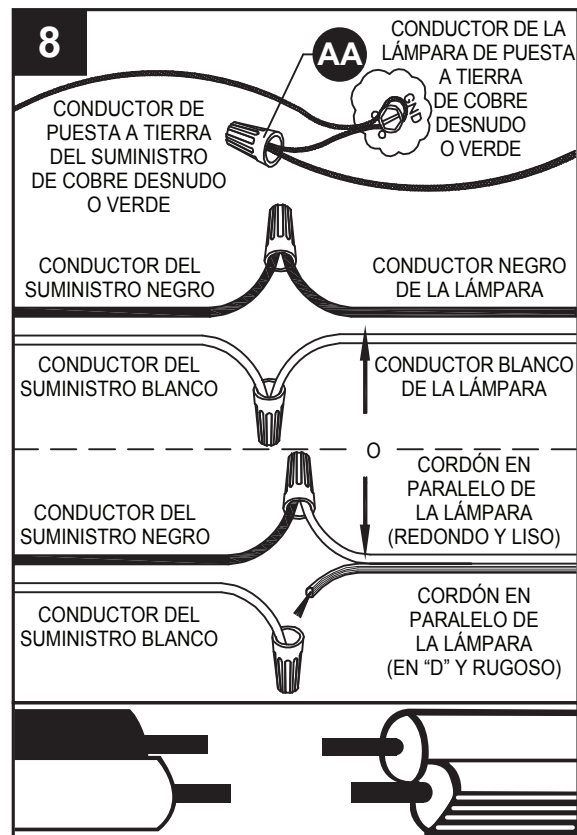 8
AA
CONDUCTOR DE LA
LÁMPARA DE PUESTA
A TIERRA
DE COBRE
DESNUDO
O VERDE
GND
CONDUCTOR DE
PUESTA A TIERRA
DEL SUMINISTRO
DE COBRE DESNUDO
O VERDE
CONDUCTOR DEL
SUMINISTRO NEGRO
CONDUCTOR NEGRO
DE LA LÁMPARA
CONDUCTOR DEL
SUMINISTRO BLANCO
CONDUCTOR BLANCO
DE LA LÁMPARA
O
CONDUCTOR DEL
SUMINISTRO NEGRO
CORDÓN EN
PARALELO DE
LA LÁMPARA
(REDONDO Y LISO)
CONDUCTOR DEL
SUMINISTRO BLANCO
CORDÓN EN
PARALELO DE
LA LÁMPARA
(EN “D” Y RUGOSO)